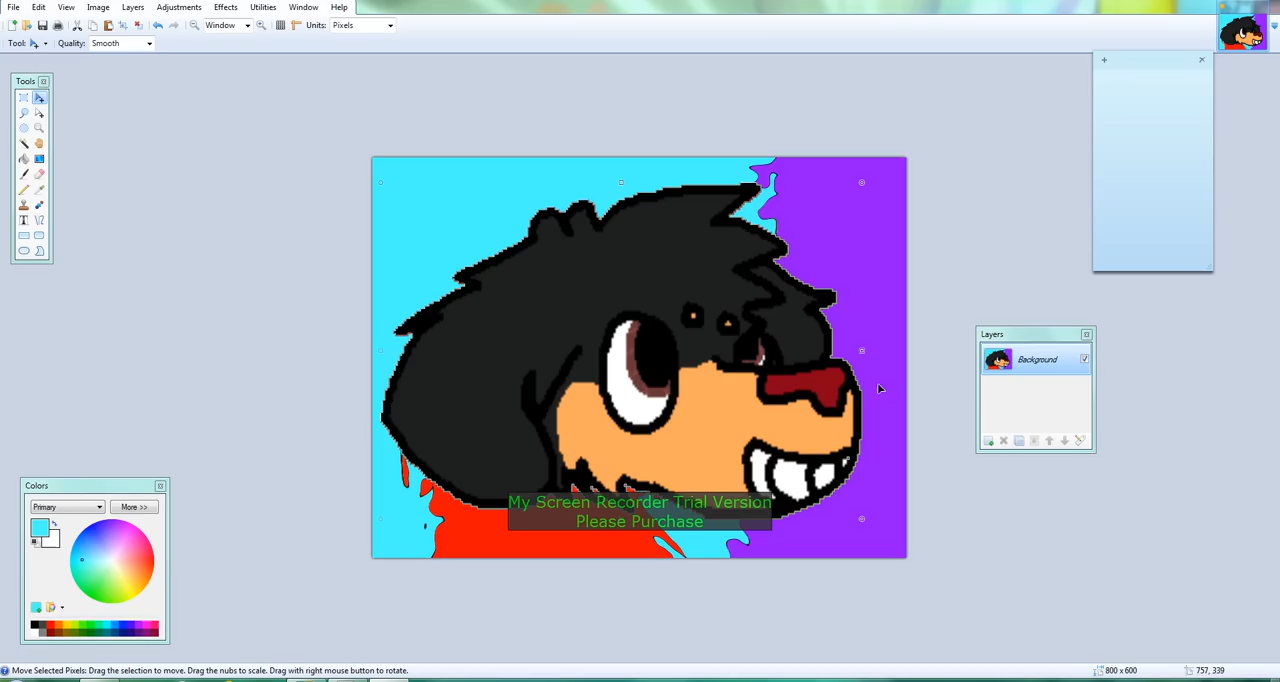 File Edit View Image Layers Adjustments Effects Utilities Window Help
Window Units: Pixels
Tool: Quality: Smooth
Tools
Layers
Background
My Screen Recorder Trial Version
Please Purchase
Colors
Primary More >>
Move Selected Pixels: Drag the selection to move. Drag the nubs to scale. Drag with right mouse button to rotate. 800 x 600 757, 339